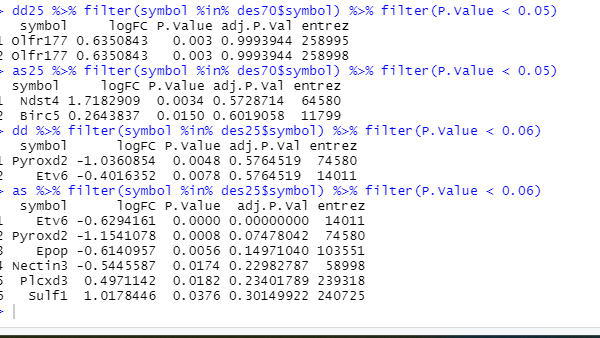 > dd25 %>% filter(symbol %in% des70$symbol) %>% filter(P.Value < 0.05)
symbol logFC P.Value adj.P.Val entrez
1 Olfr177 0.6350843 0.003 0.9993944 258995
2 Olfr177 0.6350843 0.003 0.9993944 258998
> as25 %>% filter(symbol %in% des70$symbol) %>% filter(P.Value < 0.05)
symbol logFC P.Value adj.P.Val entrez
1 Ndst4 1.7182909 0.0034 0.5728714 64580
2 Birc5 0.2643837 0.0150 0.6019058 11799
> dd %>% filter(symbol %in% des25$symbol) %>% filter(P.Value < 0.06)
symbol logFC P.Value adj.P.Val entrez
1 Pyroxd2 -1.0360854 0.0048 0.5764519 74580
2 Etv6 -0.4016352 0.0078 0.5764519 14011
> as %>% filter(symbol %in% des25$symbol) %>% filter(P.Value < 0.06)
symbol logFC P.Value adj.P.Val entrez
1 Etv6 -0.6294161 0.0000 0.00000000 14011
2 Pyroxd2 -1.1541078 0.0008 0.07478042 74580
3 Epop -0.6140957 0.0056 0.14971040 103551
4 Nectin3 -0.5445587 0.0174 0.22982787 58998
5 Plcxd3 0.4971142 0.0182 0.23401789 239318
6 Sulf1 1.0178446 0.0376 0.30149922 240725
>